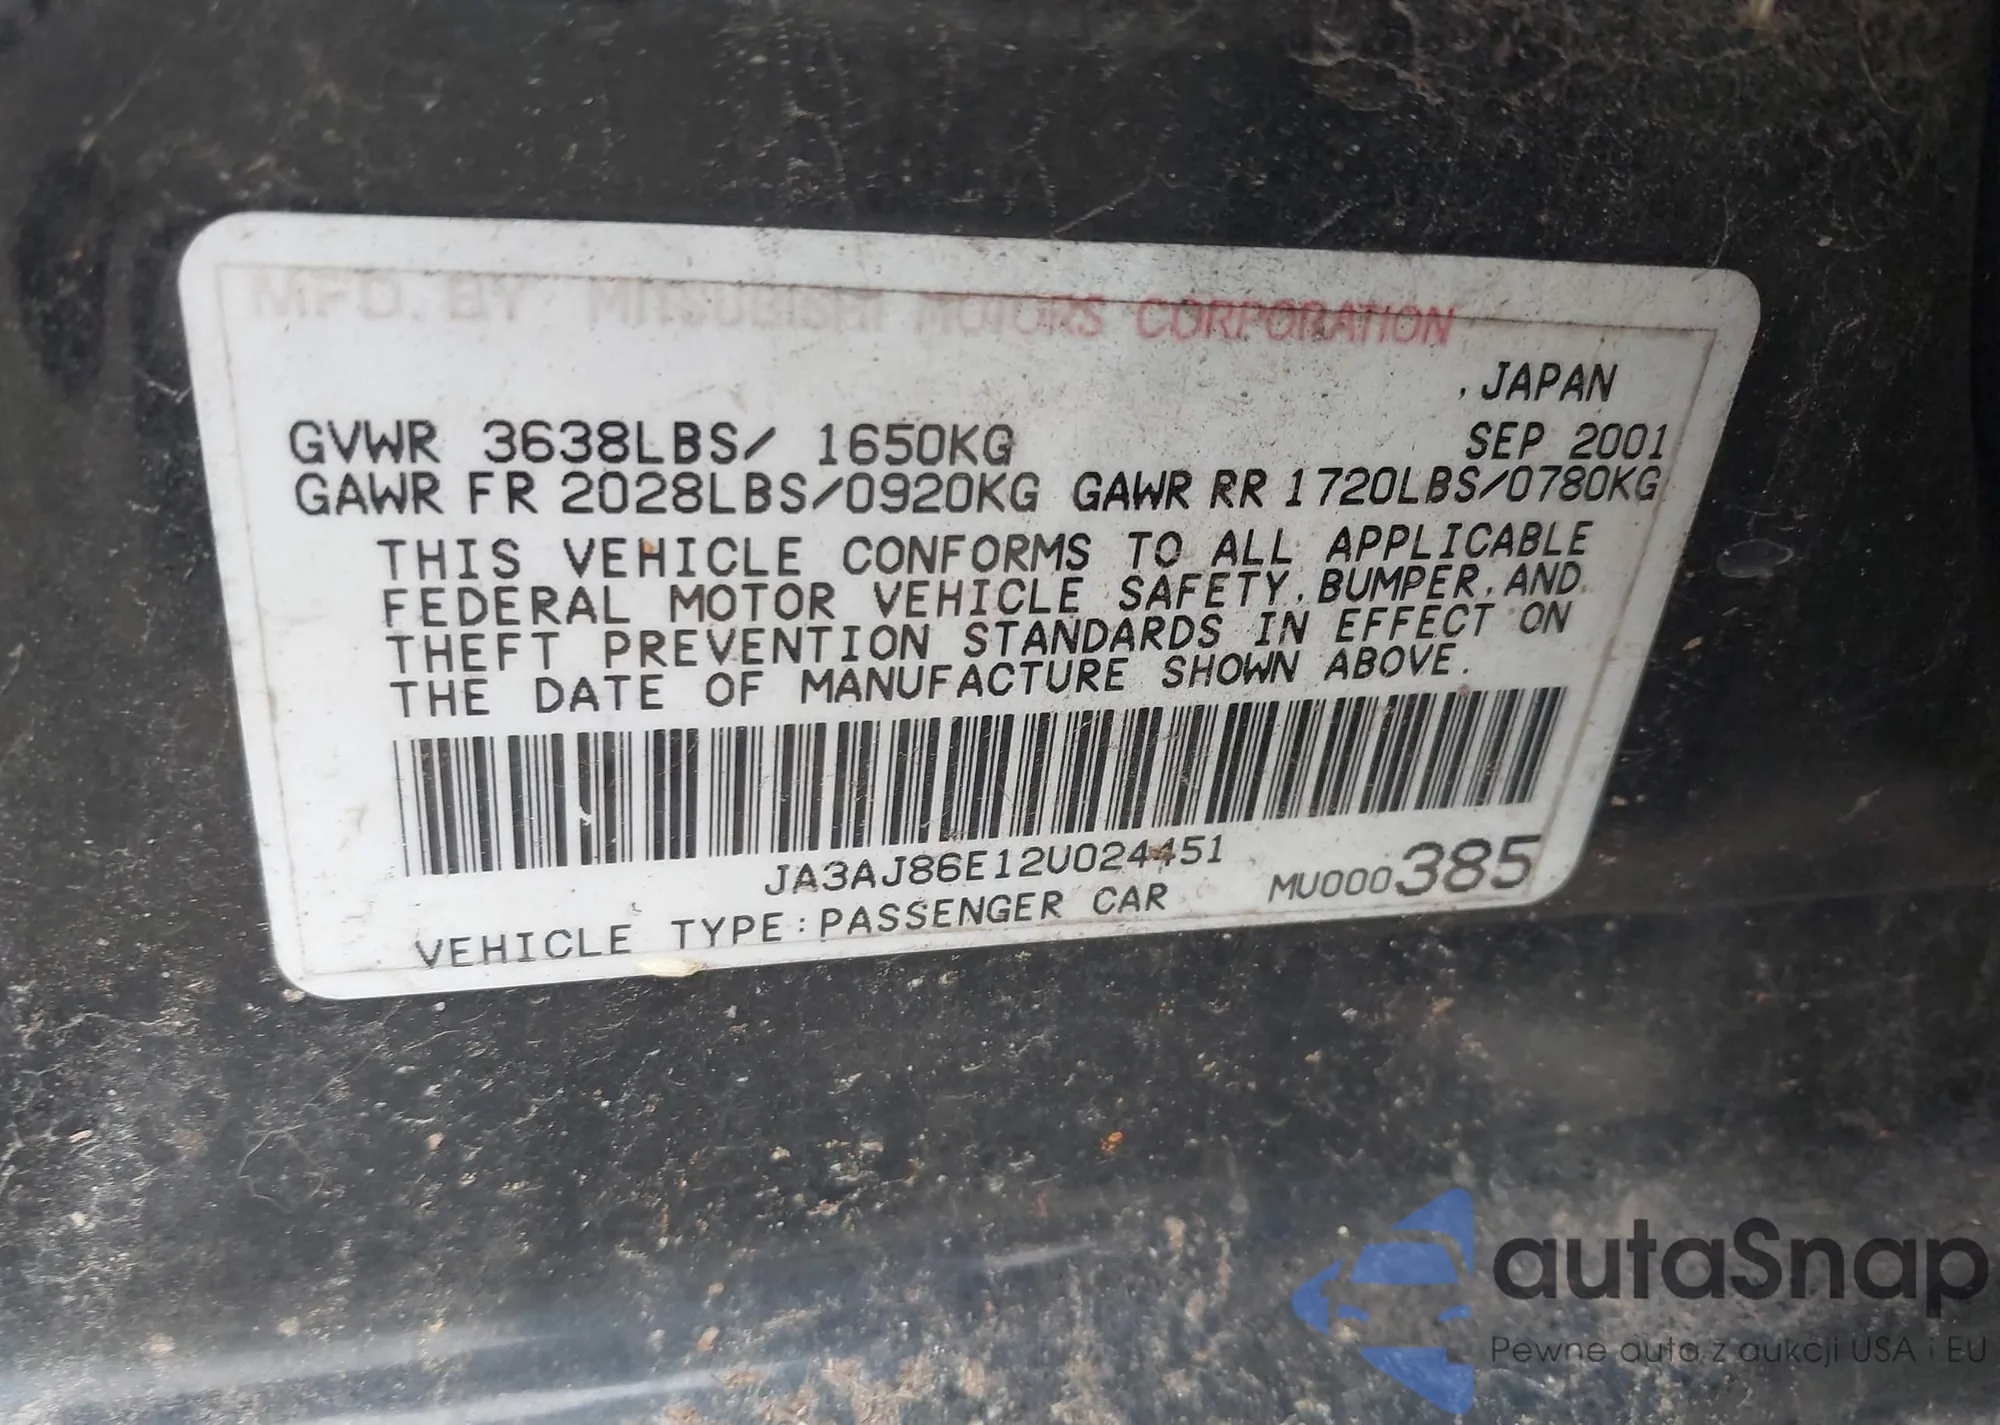 MFD. BY MITSUBISHI MOTORS CORPORATION
, JAPAN
GVWR 3638LBS/ 1650KG SEP 2001
GAWR FR 2028LBS/0920KG GAWR RR 1720LBS/0780KG
THIS VEHICLE CONFORMS TO ALL APPLICABLE
FEDERAL MOTOR VEHICLE SAFETY, BUMPER, AND
THEFT PREVENTION STANDARDS IN EFFECT ON
THE DATE OF MANUFACTURE SHOWN ABOVE.
JA3AJ86E12U024451
VEHICLE TYPE:PASSENGER CAR MU000385
autaSnap
Pewne auta z aukcji USA i EU